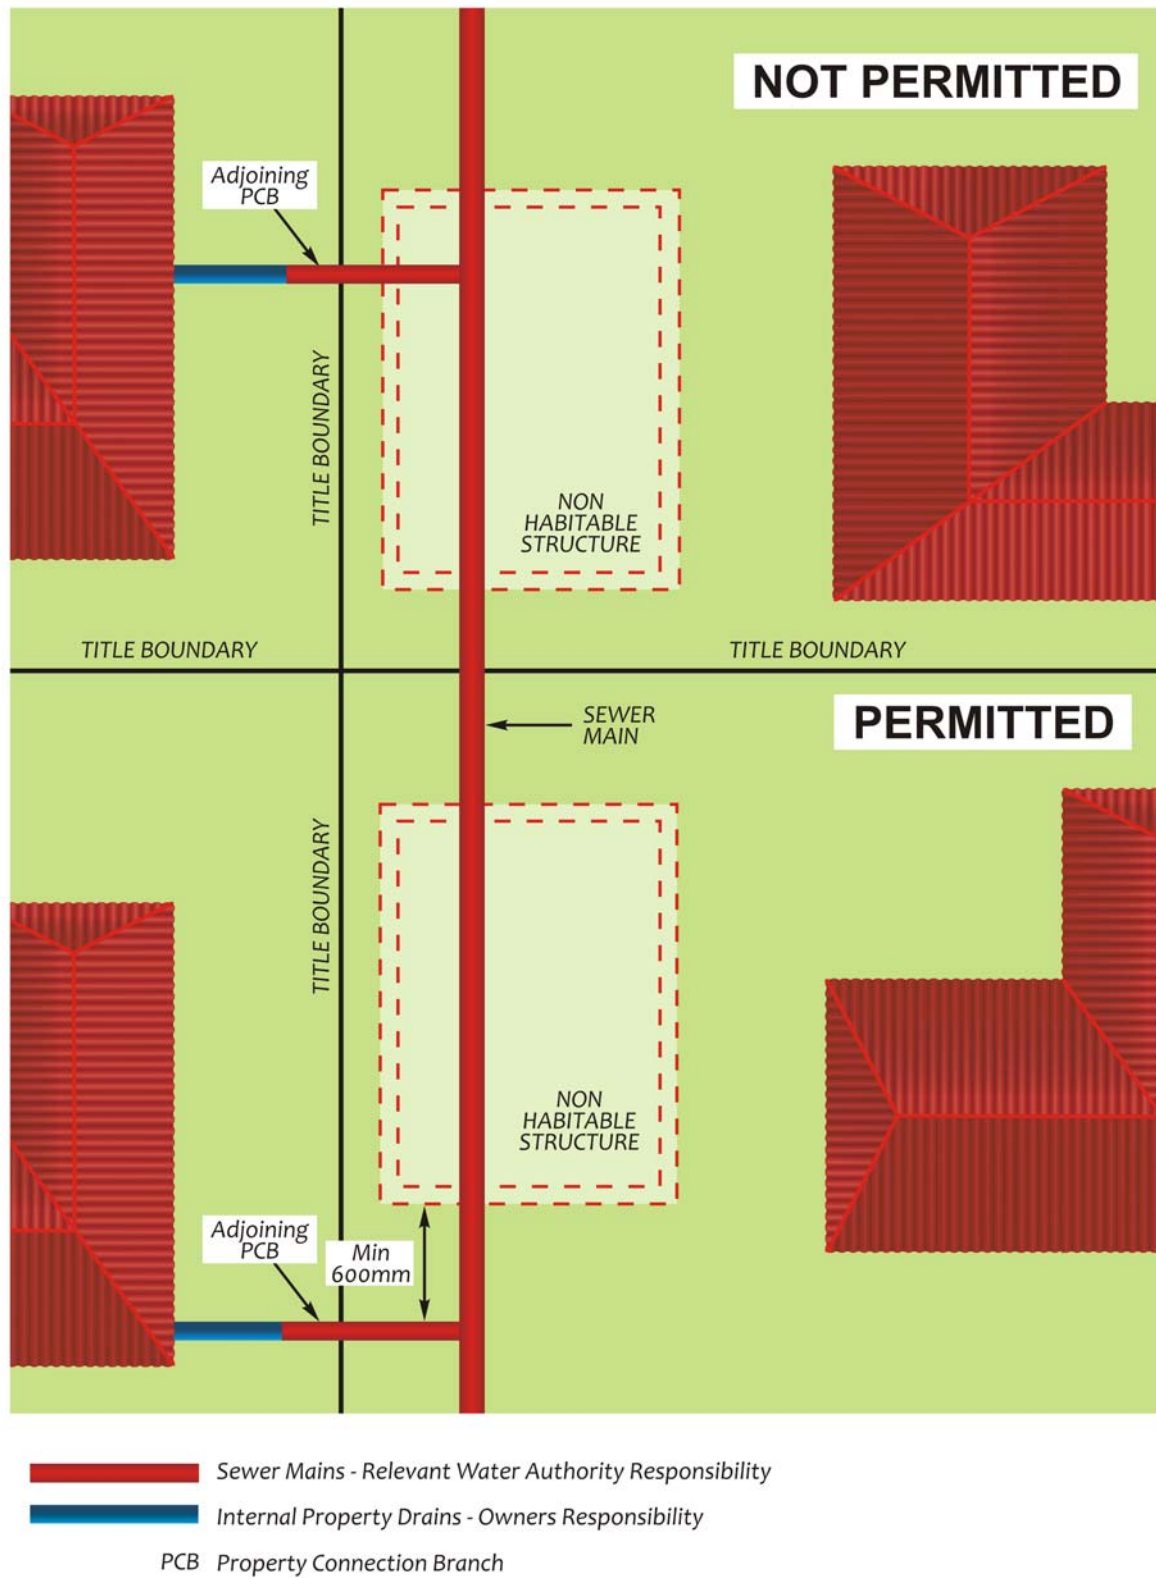 NOT PERMITTED
Adjoining
PCB
TITLE BOUNDARY
NON
HABITABLE
STRUCTURE
TITLE BOUNDARY
TITLE BOUNDARY
PERMITTED
SEWER
MAIN
TITLE BOUNDARY
NON
HABITABLE
STRUCTURE
Adjoining
PCB
Min
600mm
Sewer Mains - Relevant Water Authority Responsibility
Internal Property Drains - Owners Responsibility
PCB Property Connection Branch